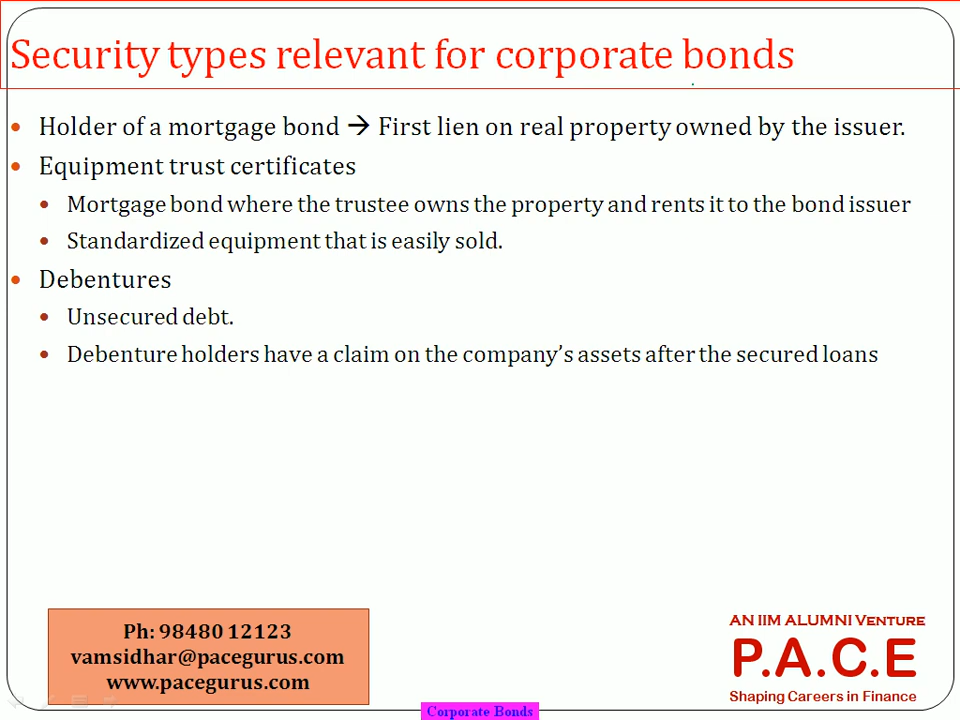 Security types relevant for corporate bonds
• Holder of a mortgage bond → First lien on real property owned by the issuer.
• Equipment trust certificates
• Mortgage bond where the trustee owns the property and rents it to the bond issuer
• Standardized equipment that is easily sold.
• Debentures
• Unsecured debt.
• Debenture holders have a claim on the company's assets after the secured loans
Ph: 98480 12123
vamsidhar@pacegurus.com
www.pacegurus.com
AN IIM ALUMNI VENTURE
P.A.C.E
Shaping Careers in Finance
Corporate Bonds